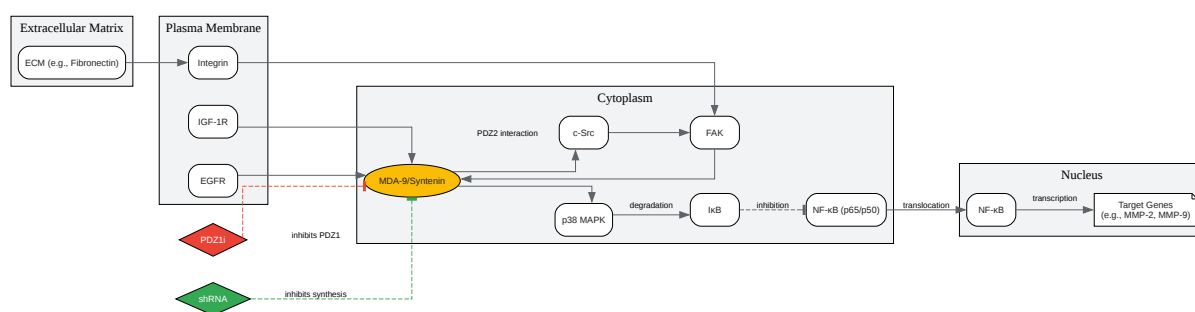 Extracellular Matrix
ECM (e.g., Fibronectin)
Plasma Membrane
Integrin
IGF-1R
EGFR
Cytoplasm
PDZ2 interaction
c-Src
FAK
MDA-9/Syntenin
p38 MAPK
degradation
IκB
inhibition
NF-κB (p65/p50)
translocation
Nucleus
NF-κB
transcription
Target Genes
(e.g., MMP-2, MMP-9)
PDZ1i
inhibits PDZ1
shRNA
inhibits synthesis